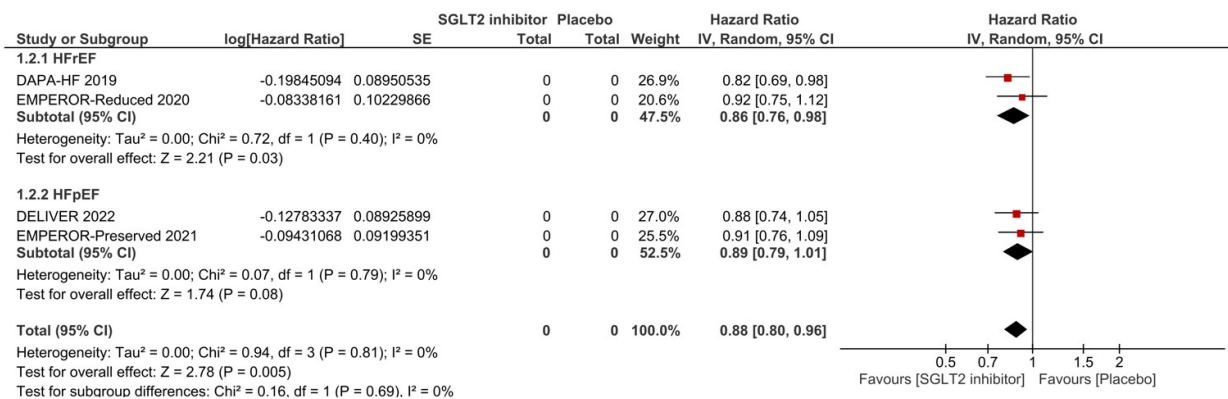 SGLT2 inhibitor Placebo Hazard Ratio Hazard Ratio
Study or Subgroup log[Hazard Ratio] SE Total Total Weight IV, Random, 95% CI IV, Random, 95% CI
1.2.1 HFrEF
DAPA-HF 2019 -0.19845094 0.08950535 0 0 26.9% 0.82 [0.69, 0.98]
EMPEROR-Reduced 2020 -0.08338161 0.10229866 0 0 20.6% 0.92 [0.75, 1.12]
Subtotal (95% CI) 0 0 47.5% 0.86 [0.76, 0.98]
Heterogeneity: Tau² = 0.00; Chi² = 0.72, df = 1 (P = 0.40); I² = 0%
Test for overall effect: Z = 2.21 (P = 0.03)
1.2.2 HFpEF
DELIVER 2022 -0.12783337 0.08925899 0 0 27.0% 0.88 [0.74, 1.05]
EMPEROR-Preserved 2021 -0.09431068 0.09199351 0 0 25.5% 0.91 [0.76, 1.09]
Subtotal (95% CI) 0 0 52.5% 0.89 [0.79, 1.01]
Heterogeneity: Tau² = 0.00; Chi² = 0.07, df = 1 (P = 0.79); I² = 0%
Test for overall effect: Z = 1.74 (P = 0.08)
Total (95% CI) 0 0 100.0% 0.88 [0.80, 0.96]
Heterogeneity: Tau² = 0.00; Chi² = 0.94, df = 3 (P = 0.81); I² = 0%
Test for overall effect: Z = 2.78 (P = 0.005)
Test for subgroup differences: Chi² = 0.16, df = 1 (P = 0.69), I² = 0%
0.5 0.7 1 1.5 2
Favours [SGLT2 inhibitor] Favours [Placebo]